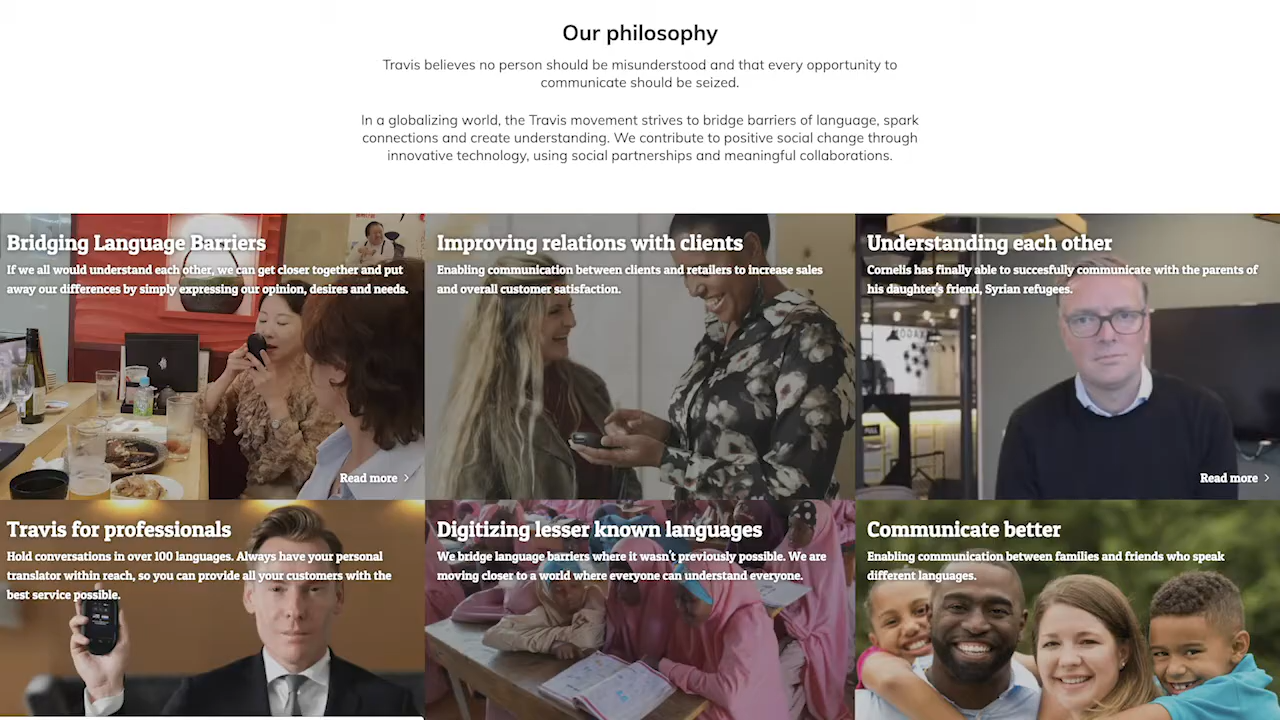 Our philosophy
Travis believes no person should be misunderstood and that every opportunity to
communicate should be seized.
In a globalizing world, the Travis movement strives to bridge barriers of language, spark
connections and create understanding. We contribute to positive social change through
innovative technology, using social partnerships and meaningful collaborations.
Bridging Language Barriers
If we all would understand each other, we can get closer together and put
away our differences by simply expressing our opinion, desires and needs.
Read more
Improving relations with clients
Enabling communication between clients and retailers to increase sales
and overall customer satisfaction.
Understanding each other
Cornelis has finally able to succesfully communicate with the parents of
his daughter's friend, Syrian refugees.
PULL
Read more
Travis for professionals
Hold conversations in over 100 languages. Always have your personal
translator within reach, so you can provide all your customers with the
best service possible.
Digitizing lesser known languages
We bridge language barriers where it wasn't previously possible. We are
moving closer to a world where everyone can understand everyone.
Communicate better
Enabling communication between families and friends who speak
different languages.